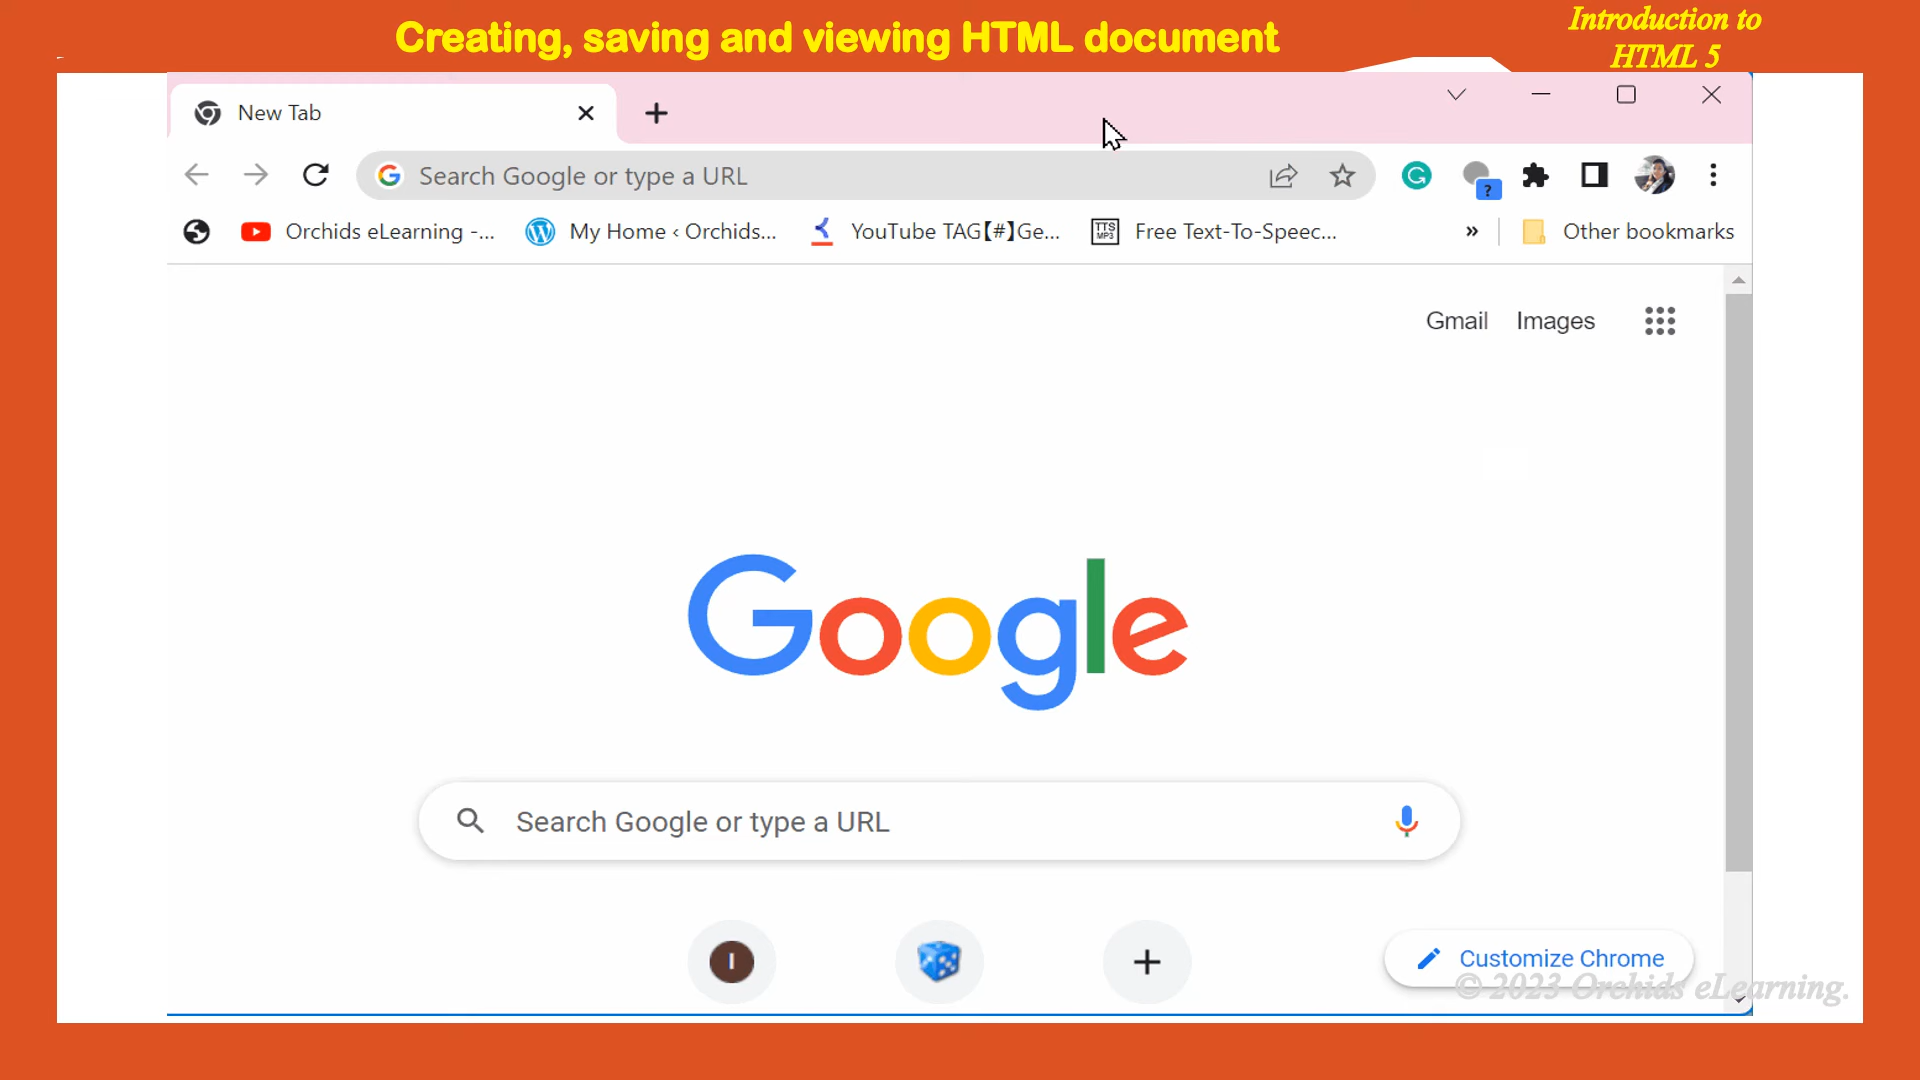 Creating, saving and viewing HTML document
Introduction to
HTML 5
New Tab
Search Google or type a URL
?
Orchids eLearning -...
My Home ‹ Orchids...
YouTube TAG【#】Ge...
TTS
MP3
Free Text-To-Speec...
»
Other bookmarks
Gmail
Images
Google
Search Google or type a URL
I
Customize Chrome
© 2023 Orchids eLearning.